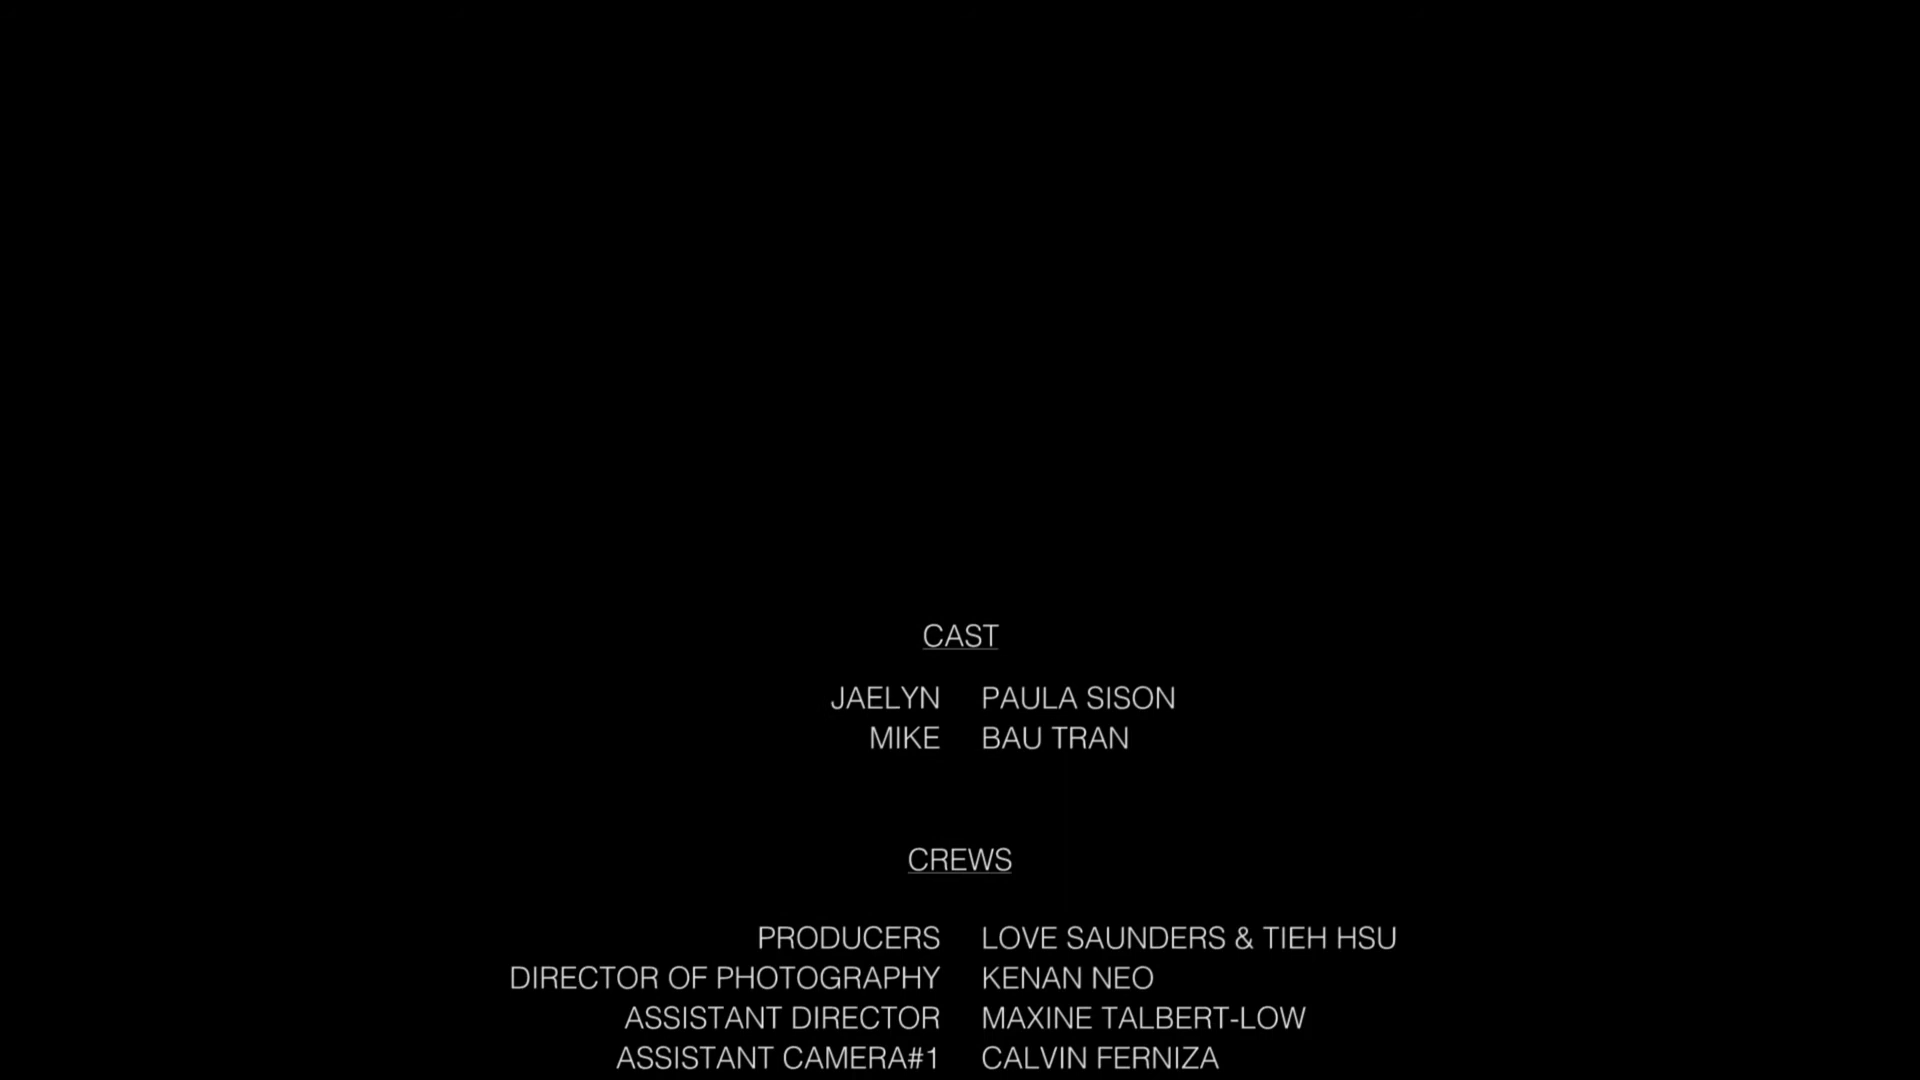 CAST
JAELYN PAULA SISON
MIKE BAU TRAN
CREWS
PRODUCERS LOVE SAUNDERS & TIEH HSU
DIRECTOR OF PHOTOGRAPHY KENAN NEO
ASSISTANT DIRECTOR MAXINE TALBERT-LOW
ASSISTANT CAMERA#1 CALVIN FERNIZA